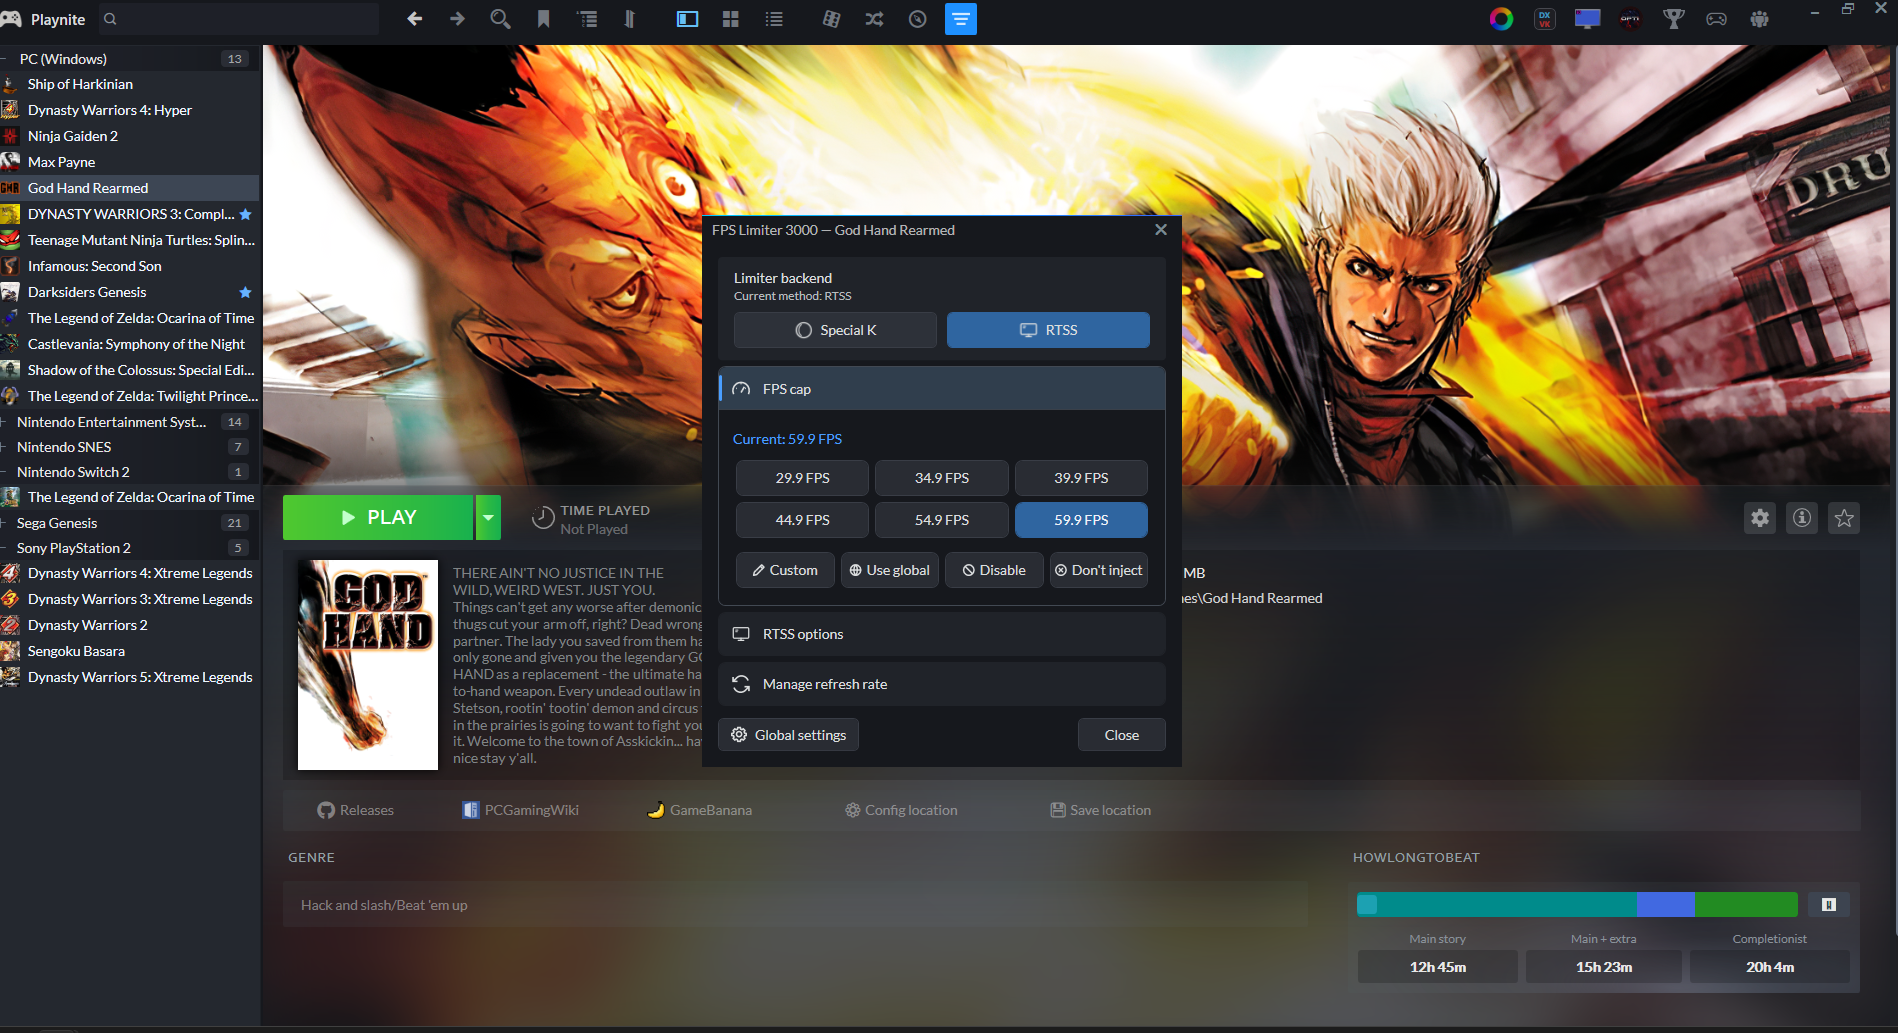 Playnite
DX
VK
OPTI
PC (Windows)
13
Ship of Harkinian
Dynasty Warriors 4: Hyper
Ninja Gaiden 2
Max Payne
God Hand Rearmed
DYNASTY WARRIORS 3: Compl...
Teenage Mutant Ninja Turtles: Splin...
Infamous: Second Son
Darksiders Genesis
The Legend of Zelda: Ocarina of Time
Castlevania: Symphony of the Night
Shadow of the Colossus: Special Edi...
The Legend of Zelda: Twilight Prince...
Nintendo Entertainment Syst...
14
Nintendo SNES
7
Nintendo Switch 2
1
The Legend of Zelda: Ocarina of Time
Sega Genesis
21
Sony PlayStation 2
5
Dynasty Warriors 4: Xtreme Legends
Dynasty Warriors 3: Xtreme Legends
Dynasty Warriors 2
Sengoku Basara
Dynasty Warriors 5: Xtreme Legends
DRU
FPS Limiter 3000 — God Hand Rearmed
Limiter backend
Current method: RTSS
Special K
RTSS
FPS cap
Current: 59.9 FPS
29.9 FPS
34.9 FPS
39.9 FPS
44.9 FPS
54.9 FPS
59.9 FPS
Custom
Use global
Disable
Don't inject
RTSS options
Manage refresh rate
Global settings
Close
PLAY
TIME PLAYED
Not Played
GOD
HAND
THERE AIN'T NO JUSTICE IN THE
WILD, WEIRD WEST. JUST YOU.
Things can't get any worse after demonic
thugs cut your arm off, right? Dead wrong
partner. The lady you saved from them ha
only gone and given you the legendary GO
HAND as a replacement - the ultimate ha
to-hand weapon. Every undead outlaw in
Stetson, rootin' tootin' demon and circus
in the prairies is going to want to fight you
it. Welcome to the town of Asskickin... ha
nice stay y'all.
MB
es\God Hand Rearmed
Releases
PCGamingWiki
GameBanana
Config location
Save location
GENRE
Hack and slash/Beat 'em up
HOWLONGTOBEAT
Main story
Main + extra
Completionist
12h 45m
15h 23m
20h 4m